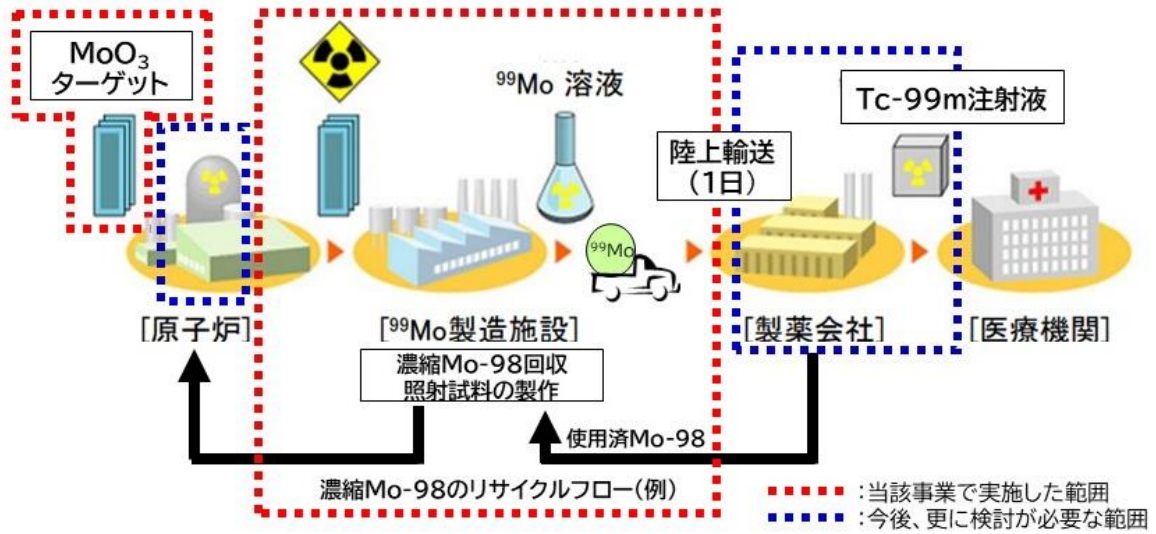 MoO₃
ターゲット
⁹⁹Mo 溶液
Tc-99m注射液
陸上輸送
(1日)
⁹⁹Mo
[原子炉]
[⁹⁹Mo製造施設]
[製薬会社]
[医療機関]
濃縮Mo-98回収
照射試料の製作
使用済Mo-98
濃縮Mo-98のリサイクルフロー(例)
:当該事業で実施した範囲
:今後、更に検討が必要な範囲